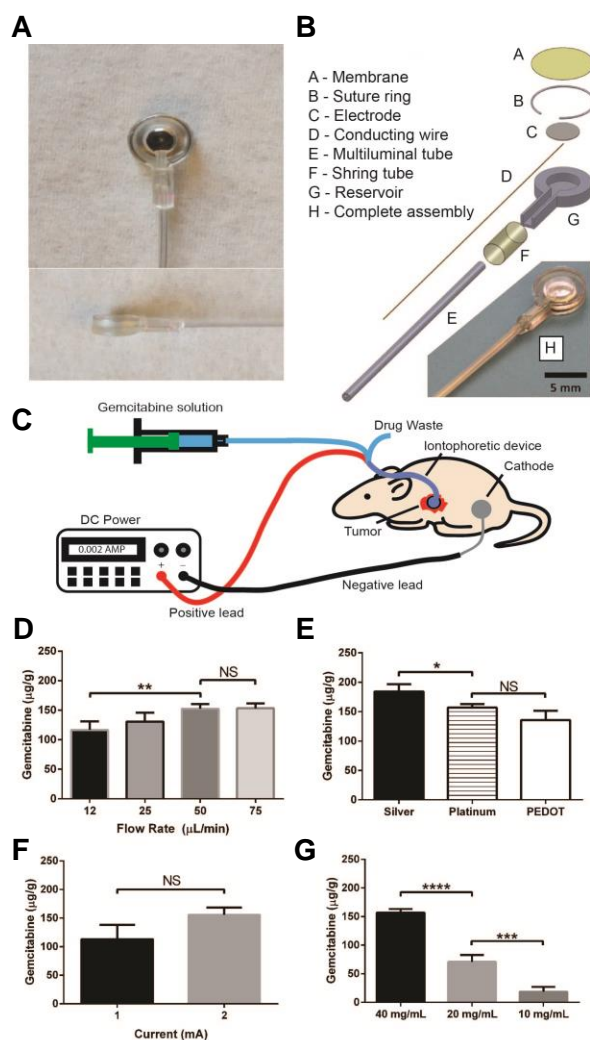 A
B
A - Membrane
B - Suture ring
C - Electrode
D - Conducting wire
E - Multiluminal tube
F - Shring tube
G - Reservoir
H - Complete assembly
A
B
C
D
G
F
E
H
5 mm
C
Gemcitabine solution
Drug Waste
Iontophoretic device
Cathode
Tumor
DC Power
0.002 AMP
+ −
Negative lead
Positive lead
D
Gemcitabine (µg/g)
250
200
150
100
50
0
**
NS
12 25 50 75
Flow Rate (µL/min)
E
Gemcitabine (µg/g)
250
200
150
100
50
0
*
NS
Silver Platinum PEDOT
F
Gemcitabine (µg/g)
250
200
150
100
50
0
NS
1 2
Current (mA)
G
Gemcitabine (µg/g)
250
200
150
100
50
0
****
***
40 mg/mL 20 mg/mL 10 mg/mL